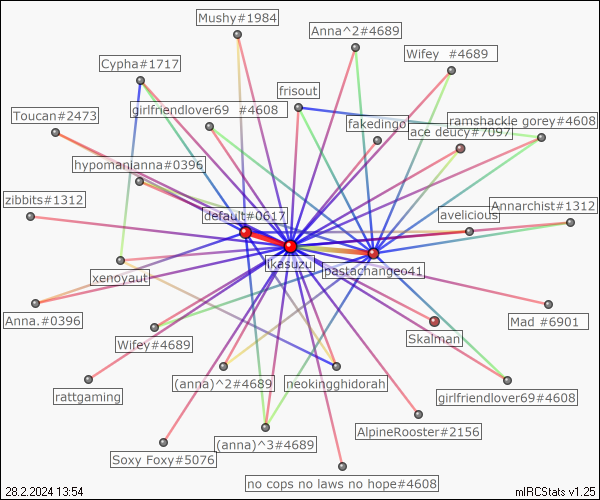 Mushy#1984
Anna^2#4689
Wifey  #4689
Cypha#1717
frisout
girlfriendlover69  #4608
Toucan#2473
fakedingo
ramshackle gorey#4608
ace deucy#7097
hypomanianna#0396
zibbits#1312
default#0617
avelicious
Annarchist#1312
ikasuzu
pastachangeo41
xenoyaut
Anna.#0396
Mad #6901
Wifey#4689
Skalman
(anna)^2#4689
neokingghidorah
rattgaming
girlfriendlover69#4608
AlpineRooster#2156
(anna)^3#4689
Soxy Foxy#5076
no cops no laws no hope#4608
28.2.2024 13:54
mIRCStats v1.25